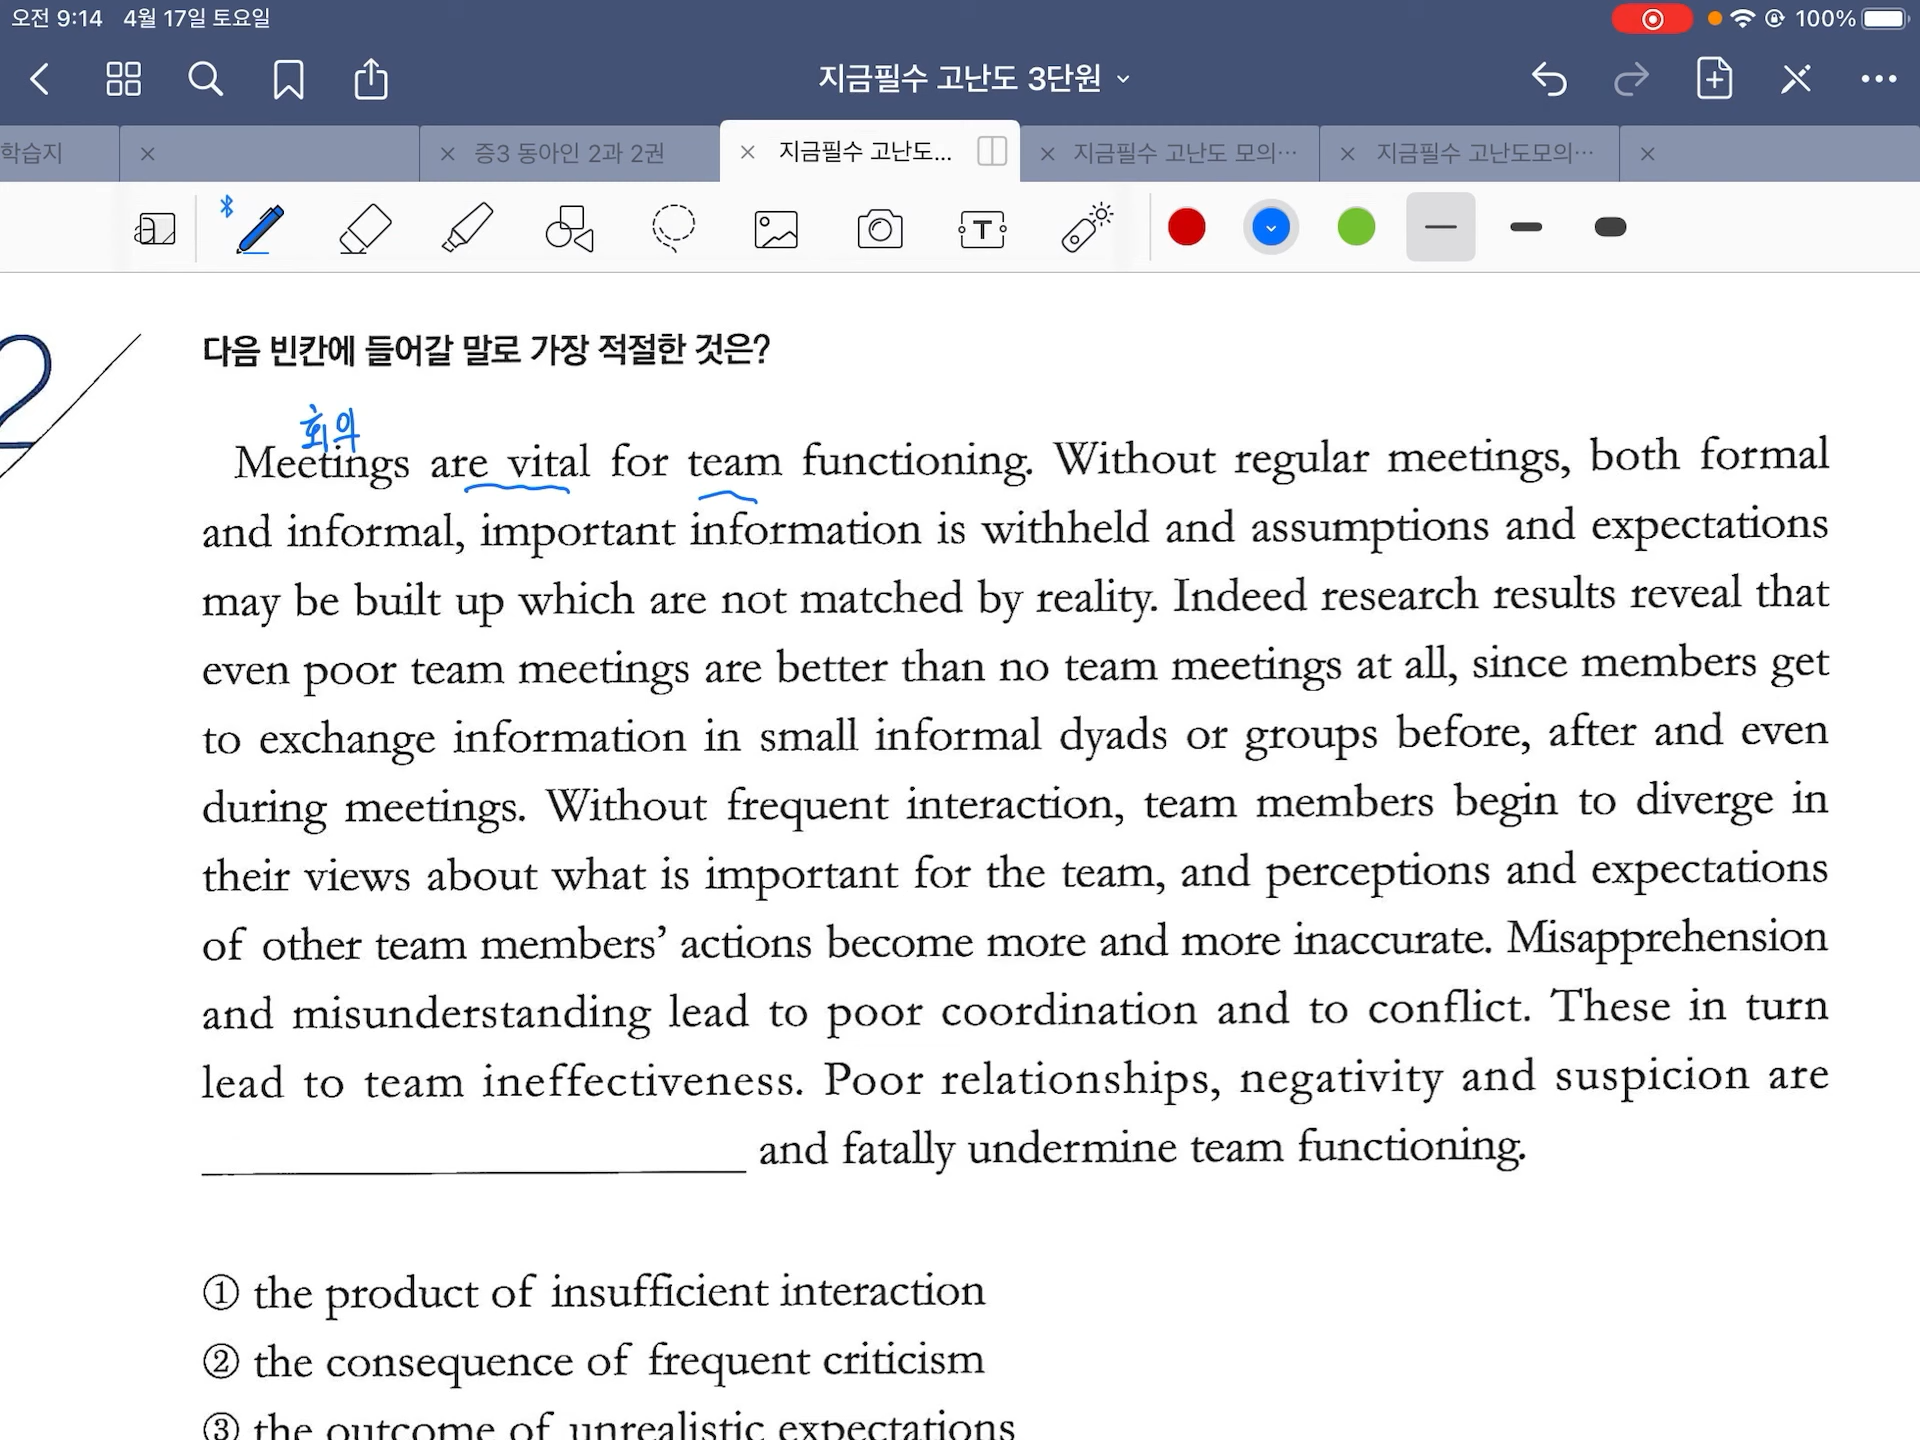 오전 9:14 4월 17일 토요일
100%
지금필수 고난도 3단원
학습지
중3 동아인 2과 2권
지금필수 고난도...
지금필수 고난도 모의…
지금필수 고난도모의…
2
다음 빈칸에 들어갈 말로 가장 적절한 것은?
회의
Meetings are vital for team functioning. Without regular meetings, both formal
and informal, important information is withheld and assumptions and expectations
may be built up which are not matched by reality. Indeed research results reveal that
even poor team meetings are better than no team meetings at all, since members get
to exchange information in small informal dyads or groups before, after and even
during meetings. Without frequent interaction, team members begin to diverge in
their views about what is important for the team, and perceptions and expectations
of other team members’ actions become more and more inaccurate. Misapprehension
and misunderstanding lead to poor coordination and to conflict. These in turn
lead to team ineffectiveness. Poor relationships, negativity and suspicion are
and fatally undermine team functioning.
① the product of insufficient interaction
② the consequence of frequent criticism
③ the outcome of unrealistic expectations